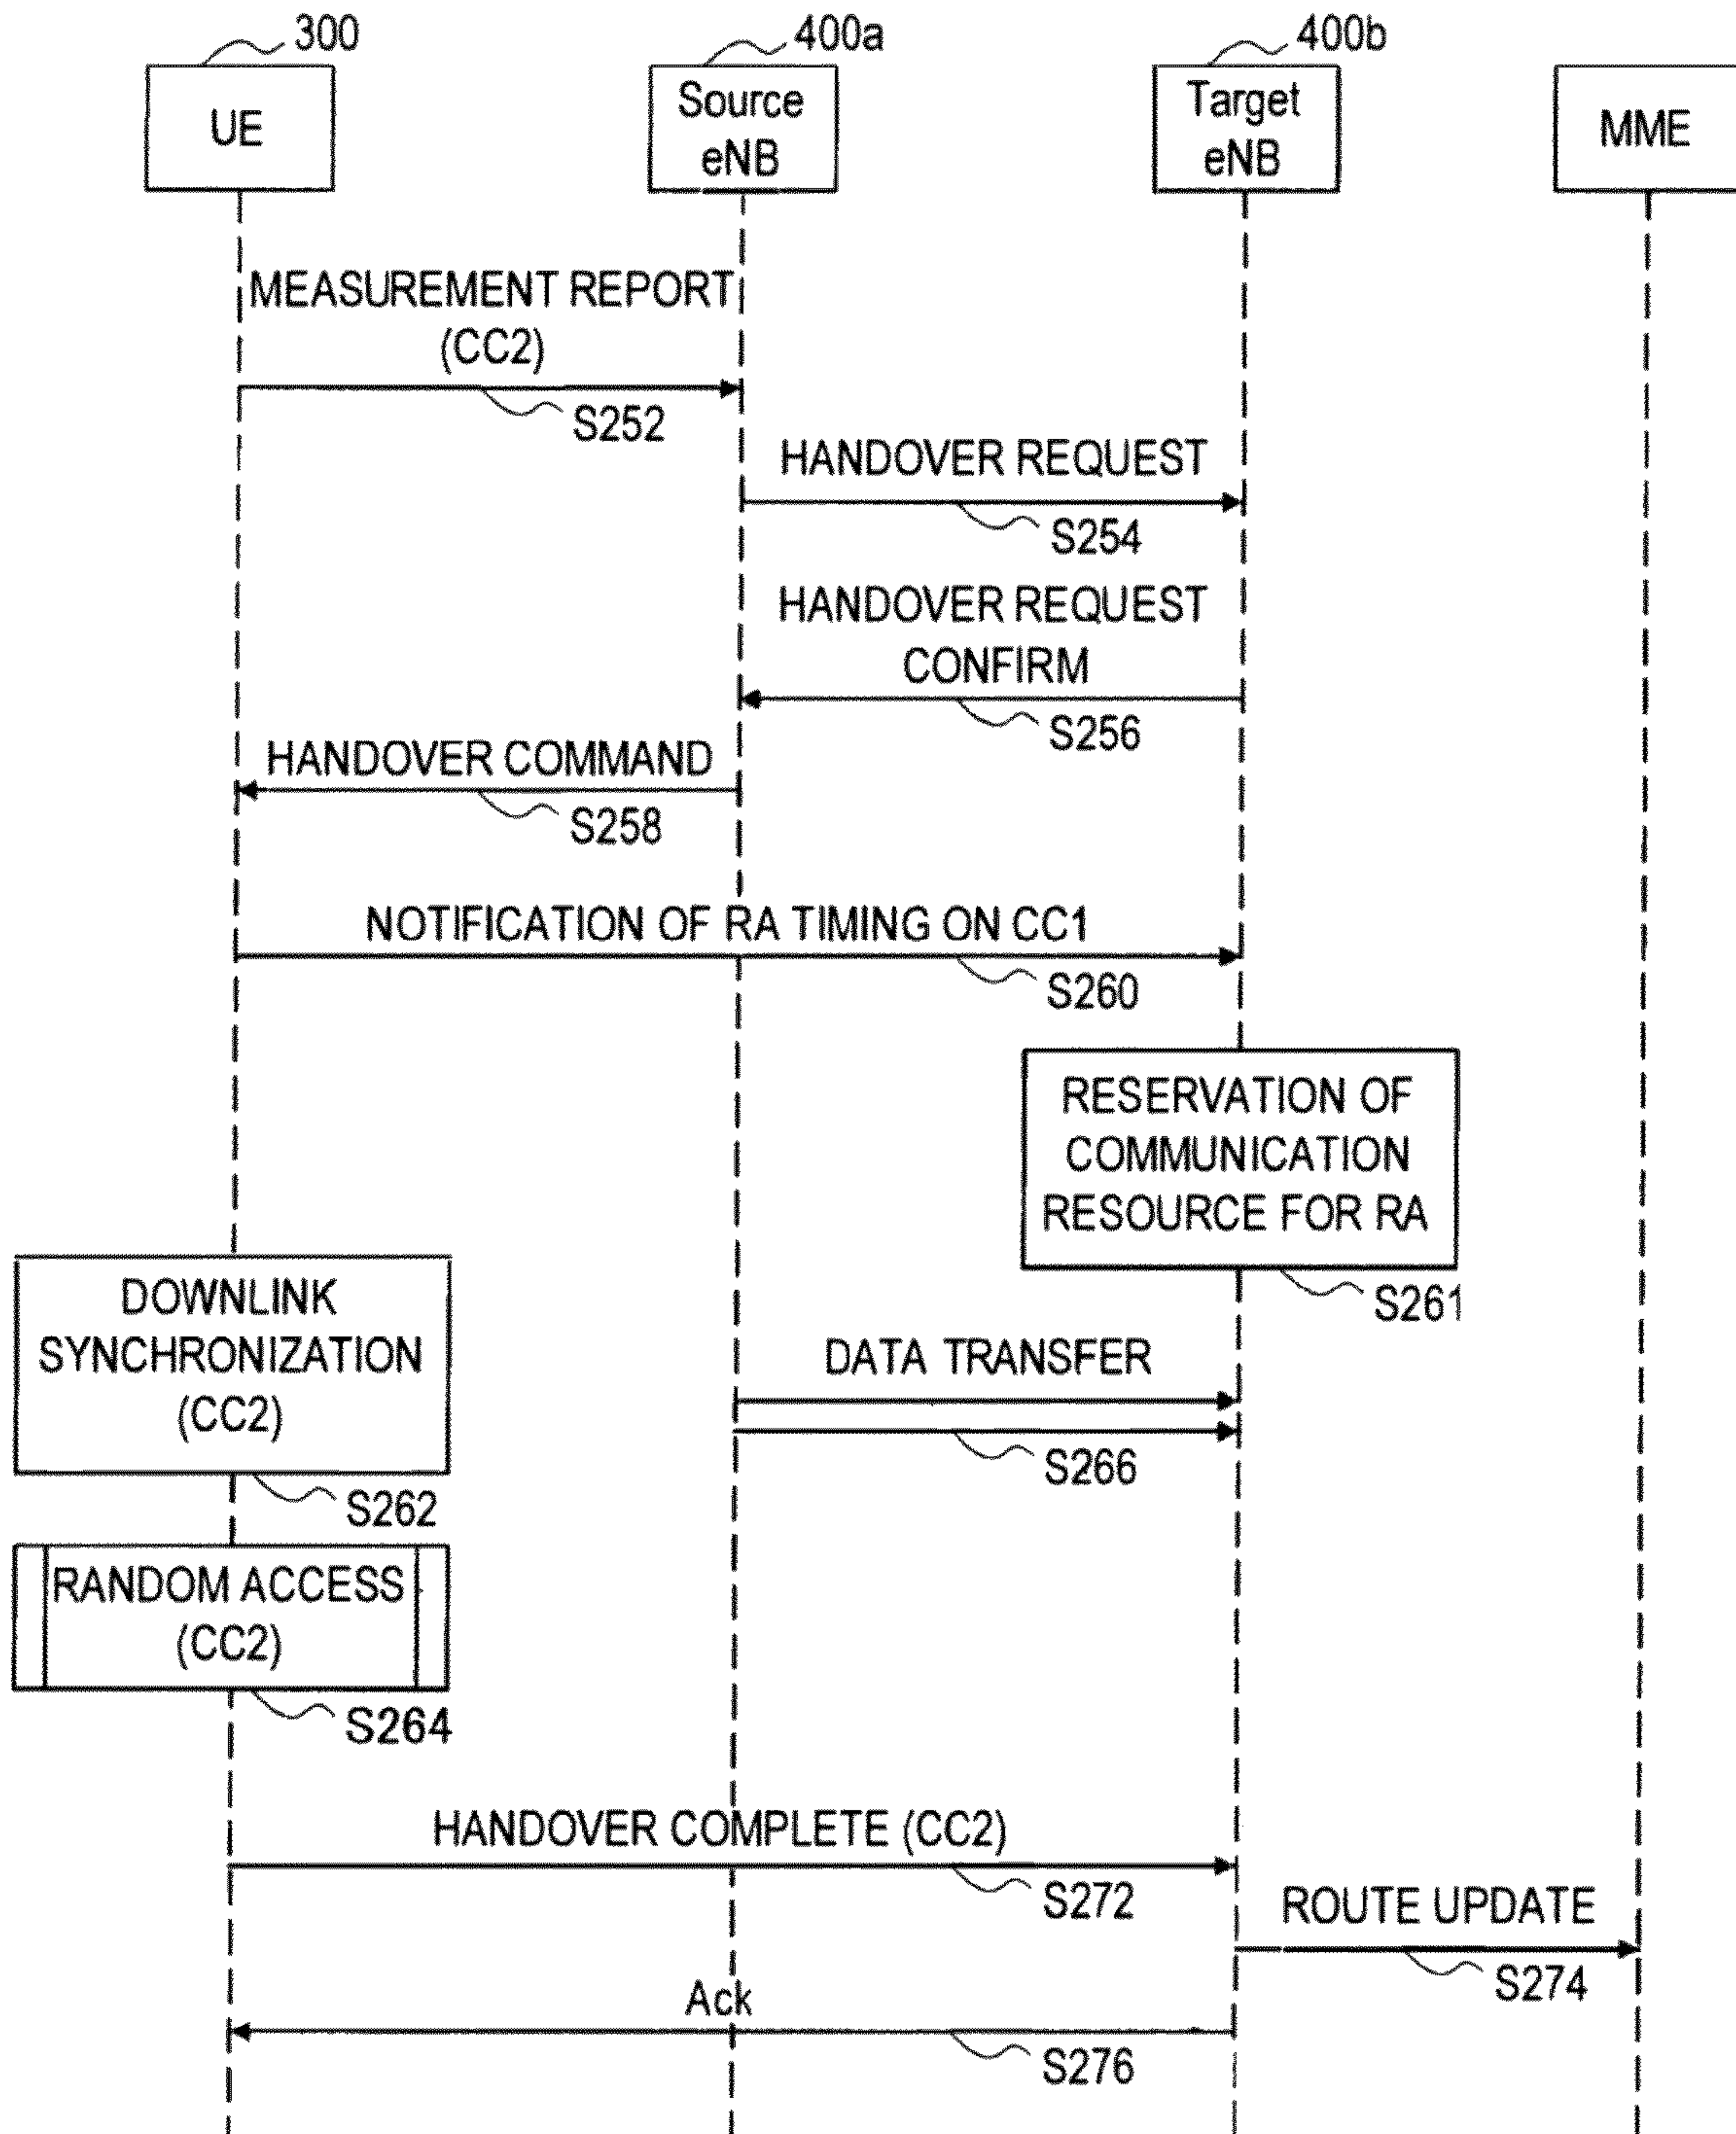 300
400a
400b
UE
Source
eNB
Target
eNB
MME
MEASUREMENT REPORT
(CC2)
S252
HANDOVER REQUEST
S254
HANDOVER REQUEST
CONFIRM
S256
HANDOVER COMMAND
S258
NOTIFICATION OF RA TIMING ON CC1
S260
RESERVATION OF
COMMUNICATION
RESOURCE FOR RA
S261
DOWNLINK
SYNCHRONIZATION
(CC2)
S262
DATA TRANSFER
S266
RANDOM ACCESS
(CC2)
S264
HANDOVER COMPLETE (CC2)
S272
ROUTE UPDATE
S274
Ack
S276